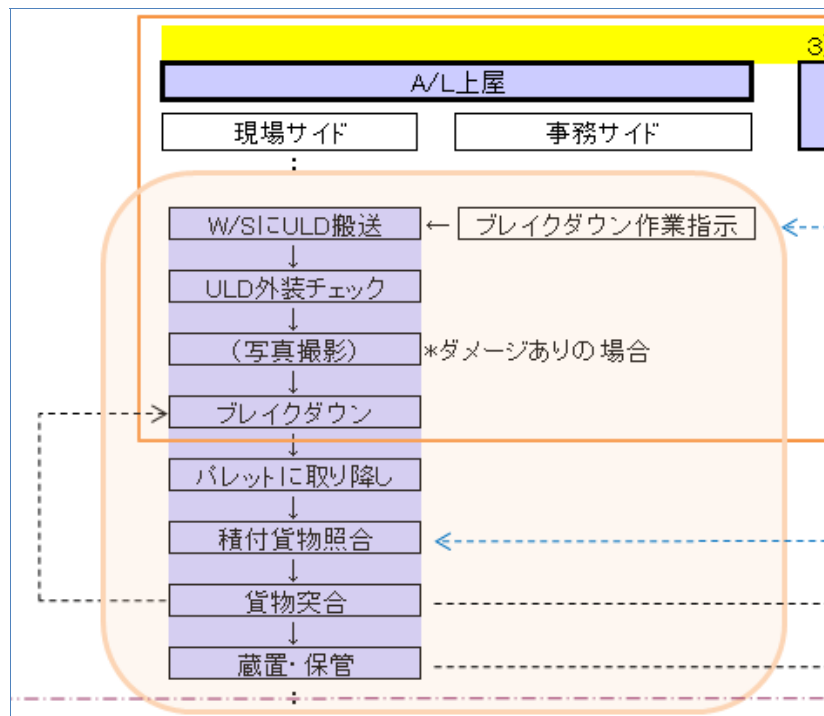 3
A/L上屋
現場サイド 事務サイド
:
W/SにULD搬送 ← ブレイクダウン作業指示
↓
ULD外装チェック
↓
(写真撮影) *ダメージありの場合
↓
ブレイクダウン
↓
パレットに取り降し
↓
積付貨物照合
↓
貨物突合
↓
蔵置・保管
: